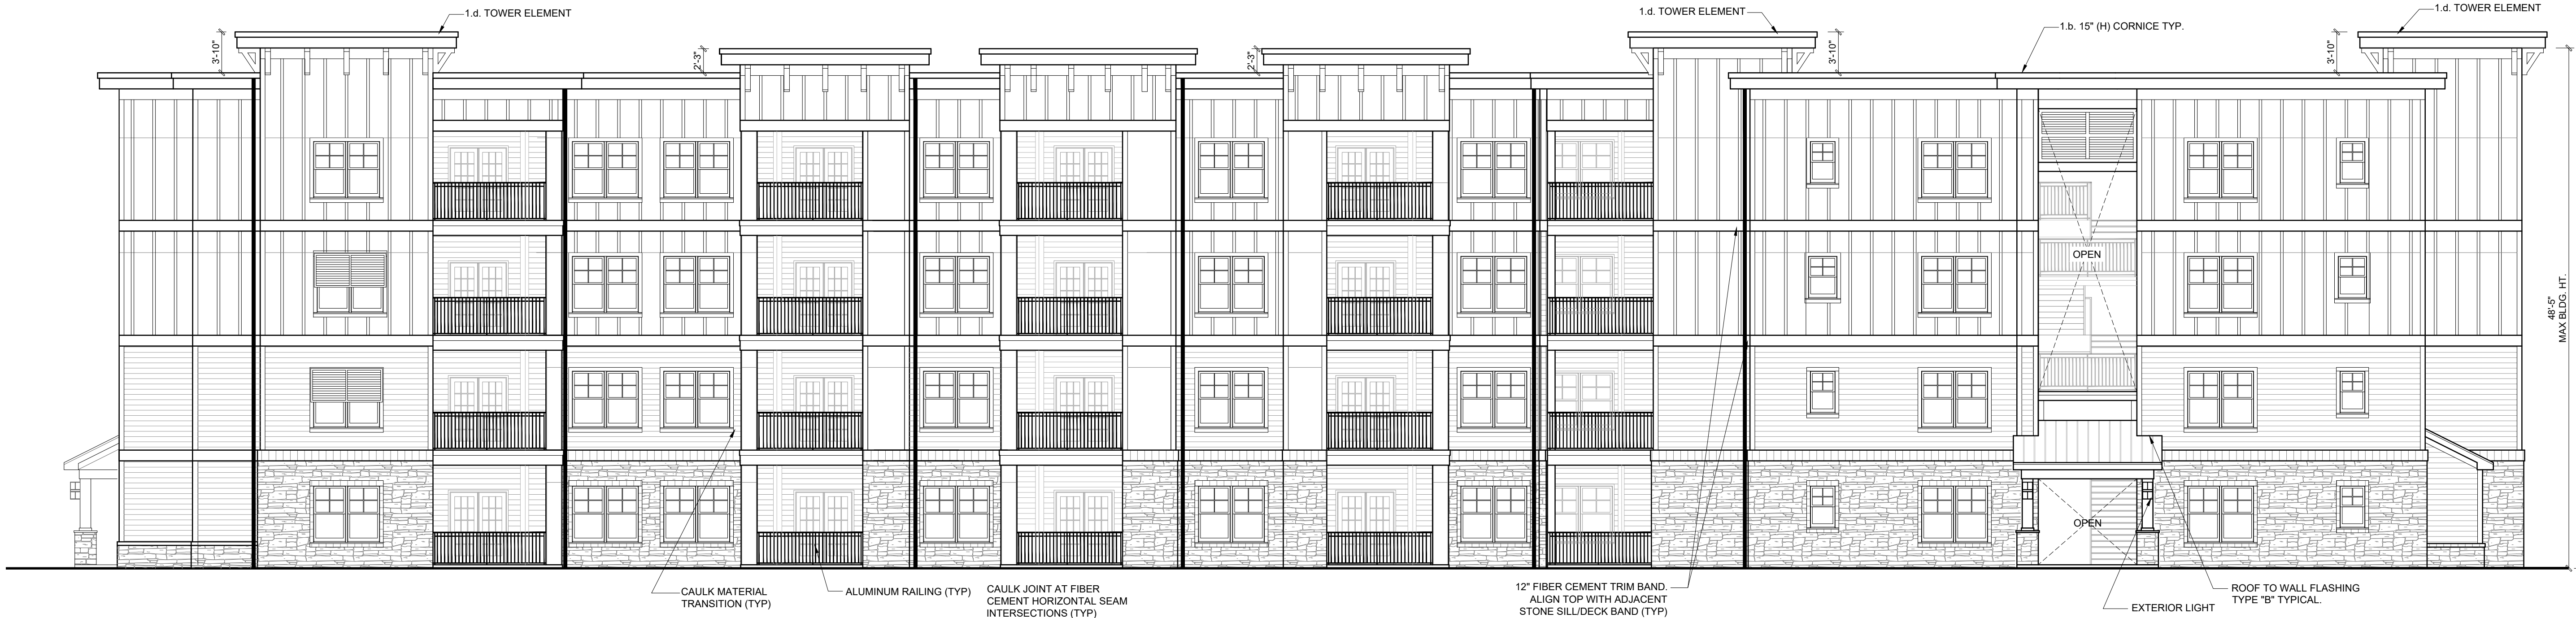 1.d. TOWER ELEMENT
1.d. TOWER ELEMENT
1.b. 15" (H) CORNICE TYP.
1.d. TOWER ELEMENT
3'-10"
2'-3"
2'-3"
3'-10"
3'-10"
OPEN
48'-5"
MAX BLDG. HT.
OPEN
CAULK MATERIAL
TRANSITION (TYP)
ALUMINUM RAILING (TYP)
CAULK JOINT AT FIBER
CEMENT HORIZONTAL SEAM
INTERSECTIONS (TYP)
12" FIBER CEMENT TRIM BAND.
ALIGN TOP WITH ADJACENT
STONE SILL/DECK BAND (TYP)
EXTERIOR LIGHT
ROOF TO WALL FLASHING
TYPE "B" TYPICAL.